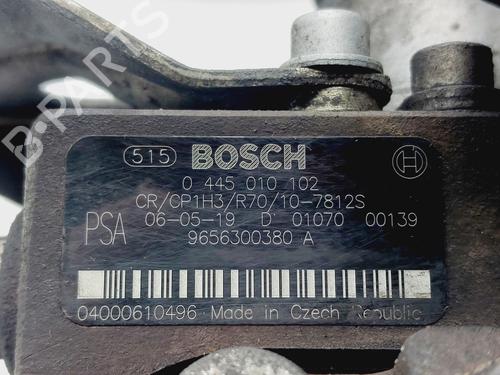 B-PARTS
515 BOSCH
0 445 010 102
CR/CP1H3/R70/10-7812S
PSA 06-05-19 D: 01070 00139
9656300380 A
04000610496 Made in Czech Republic